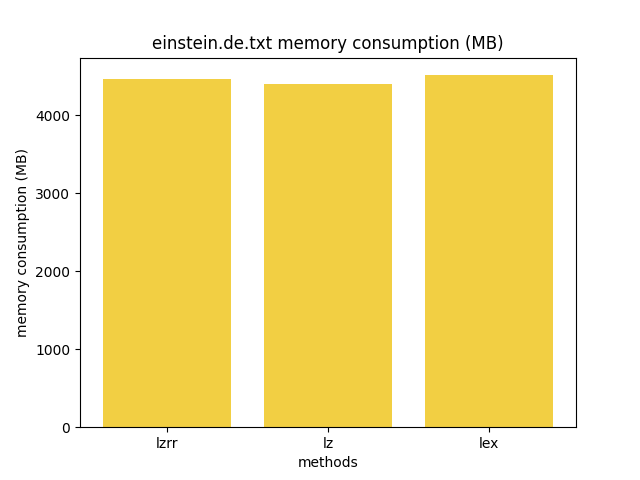 einstein.de.txt memory consumption (MB)
memory consumption (MB)
4000
3000
2000
1000
0
lzrr
lz
lex
methods